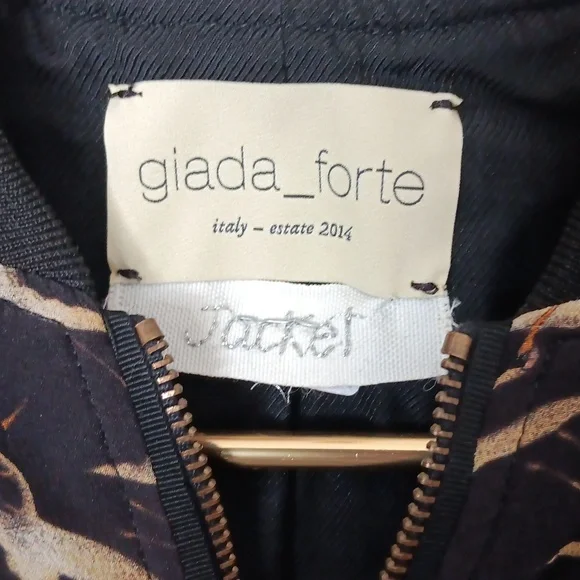 giada_forte
italy – estate 2014
Jacket